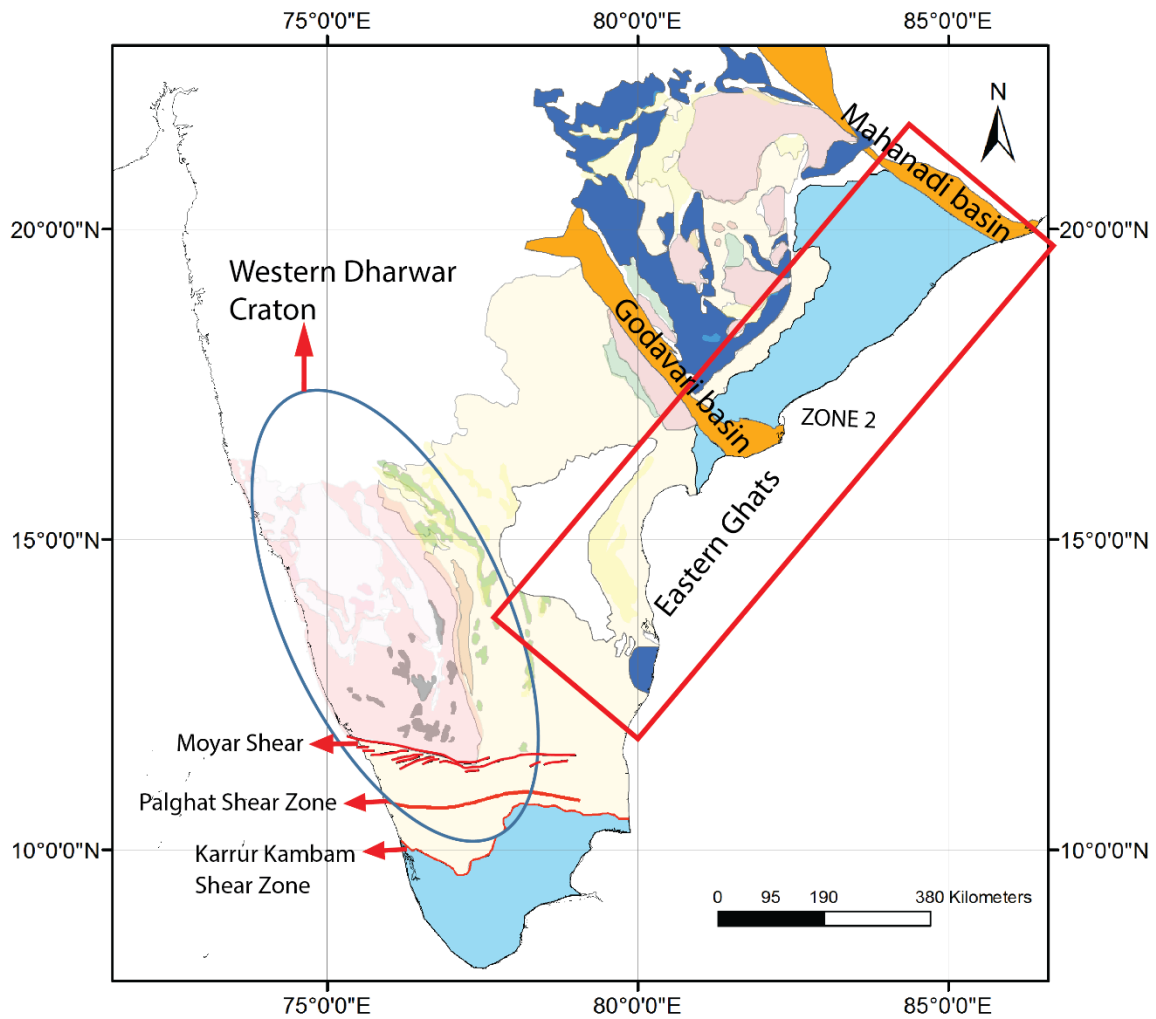 75°0'0"E
80°0'0"E
85°0'0"E
N
Mahanadi basin
20°0'0"N
20°0'0"N
Western Dharwar
Craton
Godavari basin
ZONE 2
Eastern Ghats
15°0'0"N
15°0'0"N
Moyar Shear
Palghat Shear Zone
Karrur Kambam
Shear Zone
10°0'0"N
10°0'0"N
0 95 190 380 Kilometers
75°0'0"E
80°0'0"E
85°0'0"E